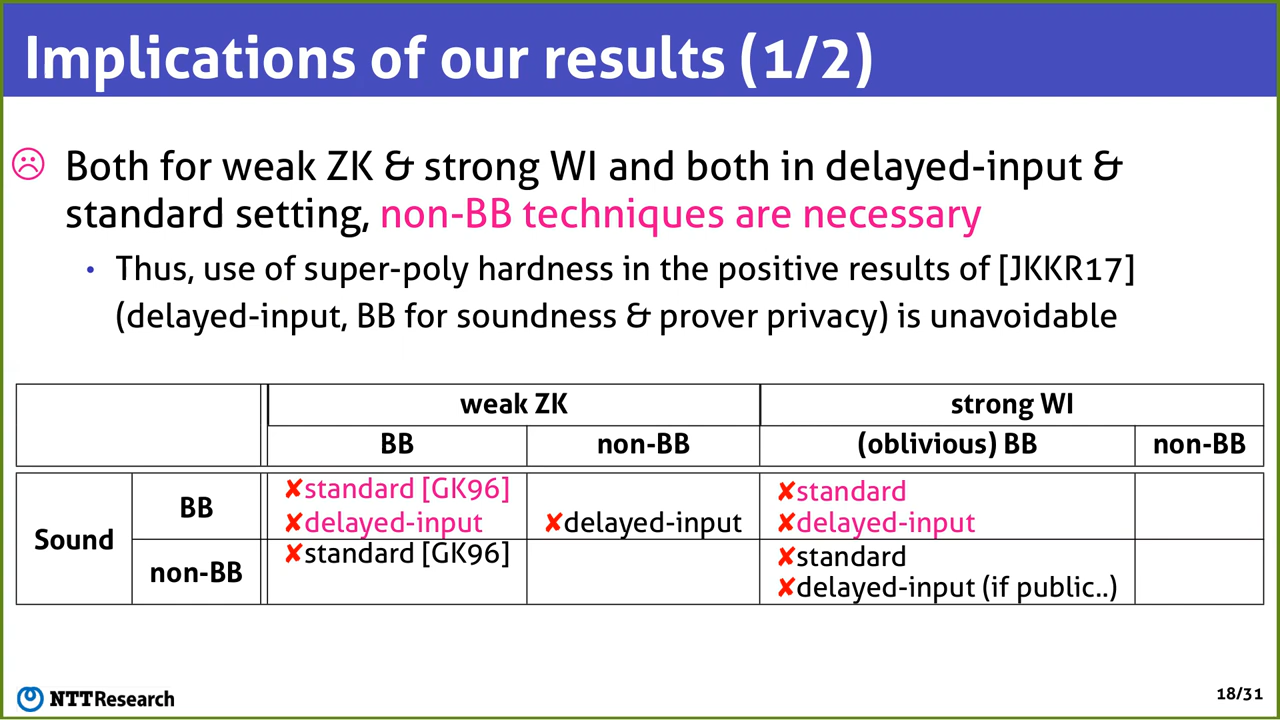 Implications of our results (1/2)
Both for weak ZK & strong WI and both in delayed-input &
standard setting, non-BB techniques are necessary
• Thus, use of super-poly hardness in the positive results of [JKKR17]
(delayed-input, BB for soundness & prover privacy) is unavoidable
weak ZK strong WI
BB non-BB (oblivious) BB non-BB
Sound
BB
✘standard [GK96] ✘standard
✘delayed-input ✘delayed-input ✘delayed-input
non-BB
✘standard [GK96] ✘standard
✘delayed-input (if public..)
NTTResearch
18/31